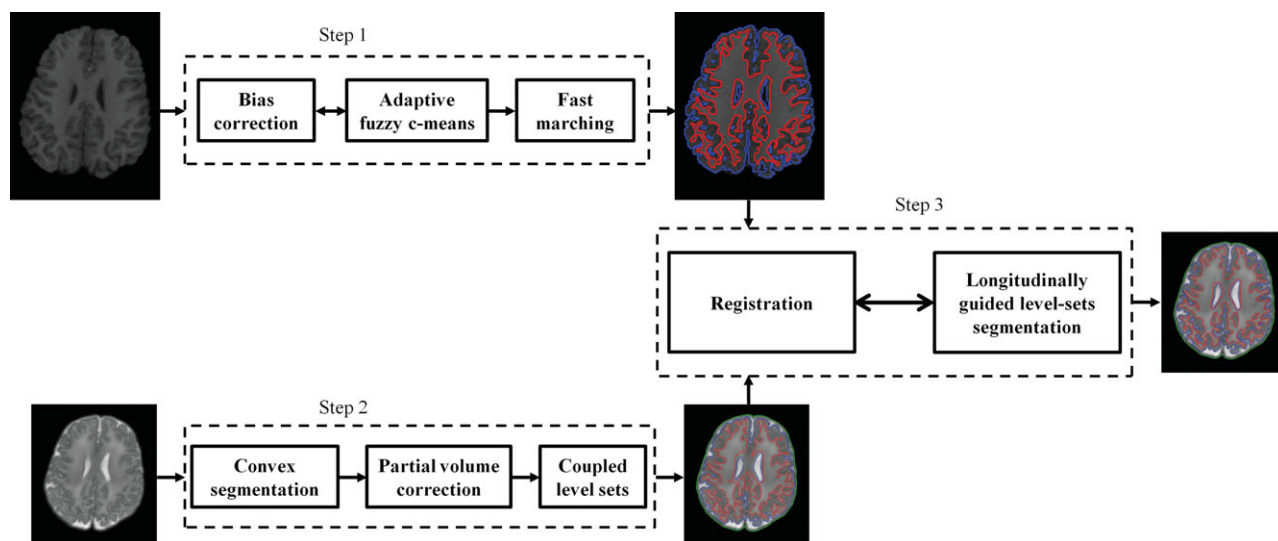 Step 1
Bias
correction
Adaptive
fuzzy c-means
Fast
marching
Step 3
Registration
Longitudinally
guided level-sets
segmentation
Step 2
Convex
segmentation
Partial volume
correction
Coupled
level sets